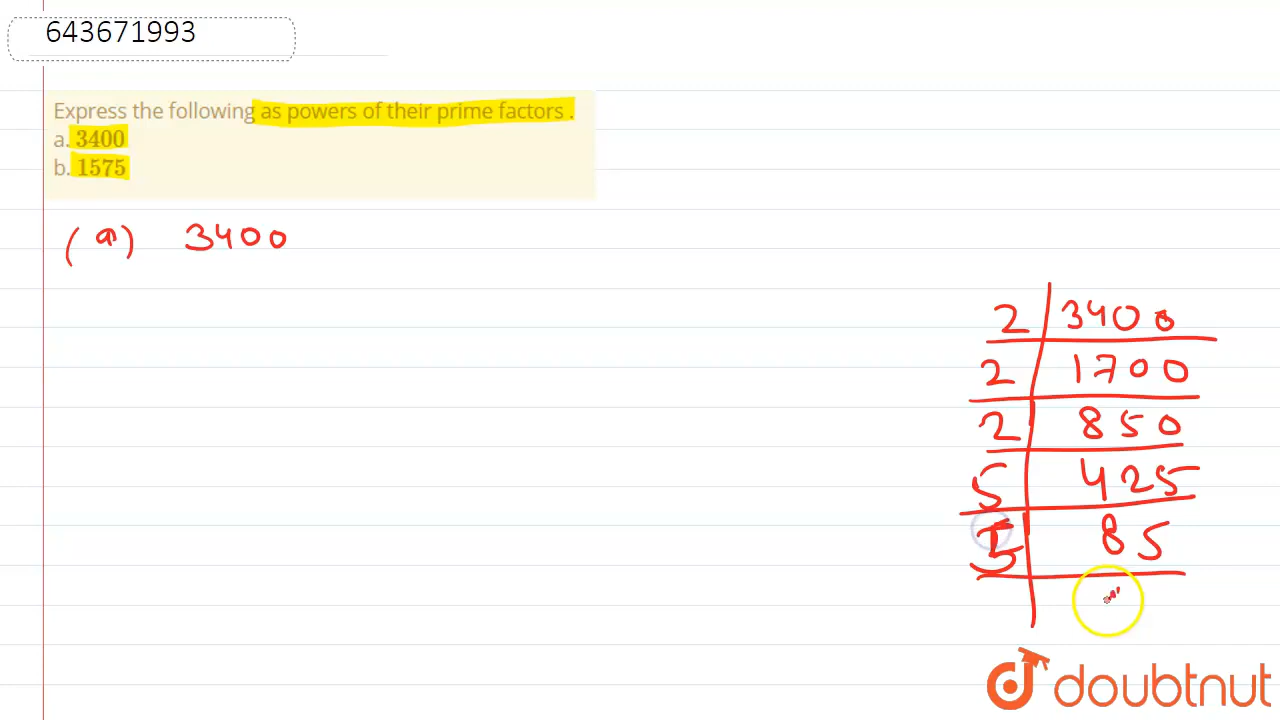 643671993
Express the following as powers of their prime factors .
a. 3400
b. 1575
(a) 3400
2 3400
2 1700
2 850
5 425
5 85
doubtnut